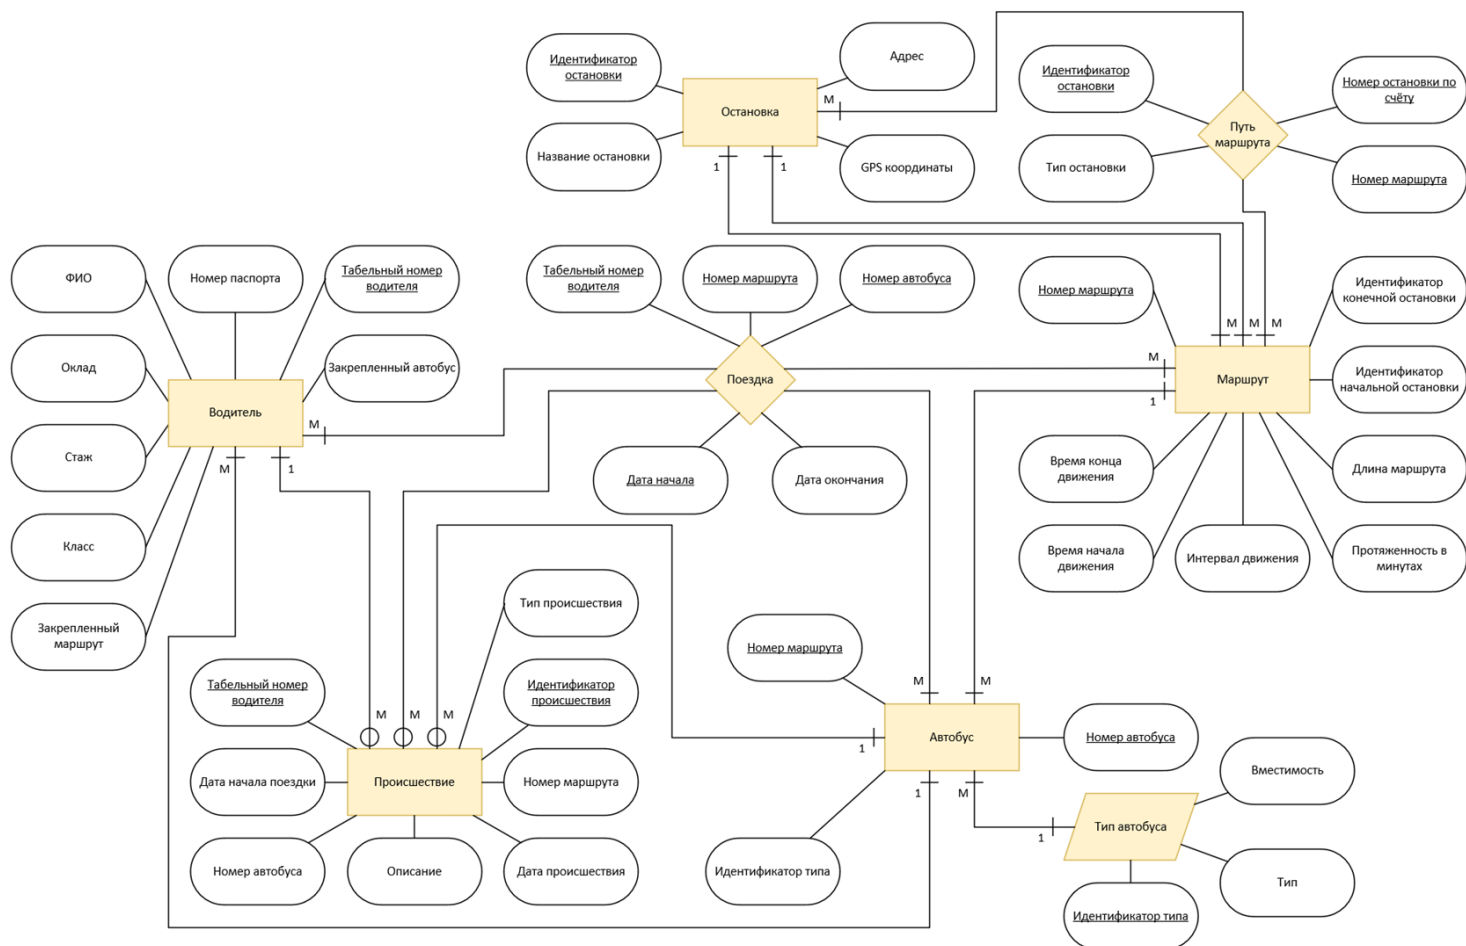 Идентификатор
остановки
Адрес
Остановка
Название остановки
GPS координаты
М
1
1
Идентификатор
остановки
Номер остановки по
счёту
Путь
маршрута
Тип остановки
Номер маршрута
ФИО
Номер паспорта
Табельный номер
водителя
Оклад
Закрепленный автобус
Водитель
Стаж
Класс
Закрепленный
маршрут
М
М
1
Табельный номер
водителя
Номер маршрута
Номер автобуса
Поездка
Дата начала
Дата окончания
Номер маршрута
Идентификатор
конечной остановки
М
М
М
М
1
Маршрут
Идентификатор
начальной остановки
Время конца
движения
Длина маршрута
Время начала
движения
Интервал движения
Протяженность в
минутах
Тип происшествия
Табельный номер
водителя
Идентификатор
происшествия
М
М
М
Дата начала поездки
Происшествие
Номер маршрута
Номер автобуса
Описание
Дата происшествия
Номер маршрута
М
М
1
Автобус
Номер автобуса
1
М
Идентификатор типа
Вместимость
1
Тип автобуса
Тип
Идентификатор типа